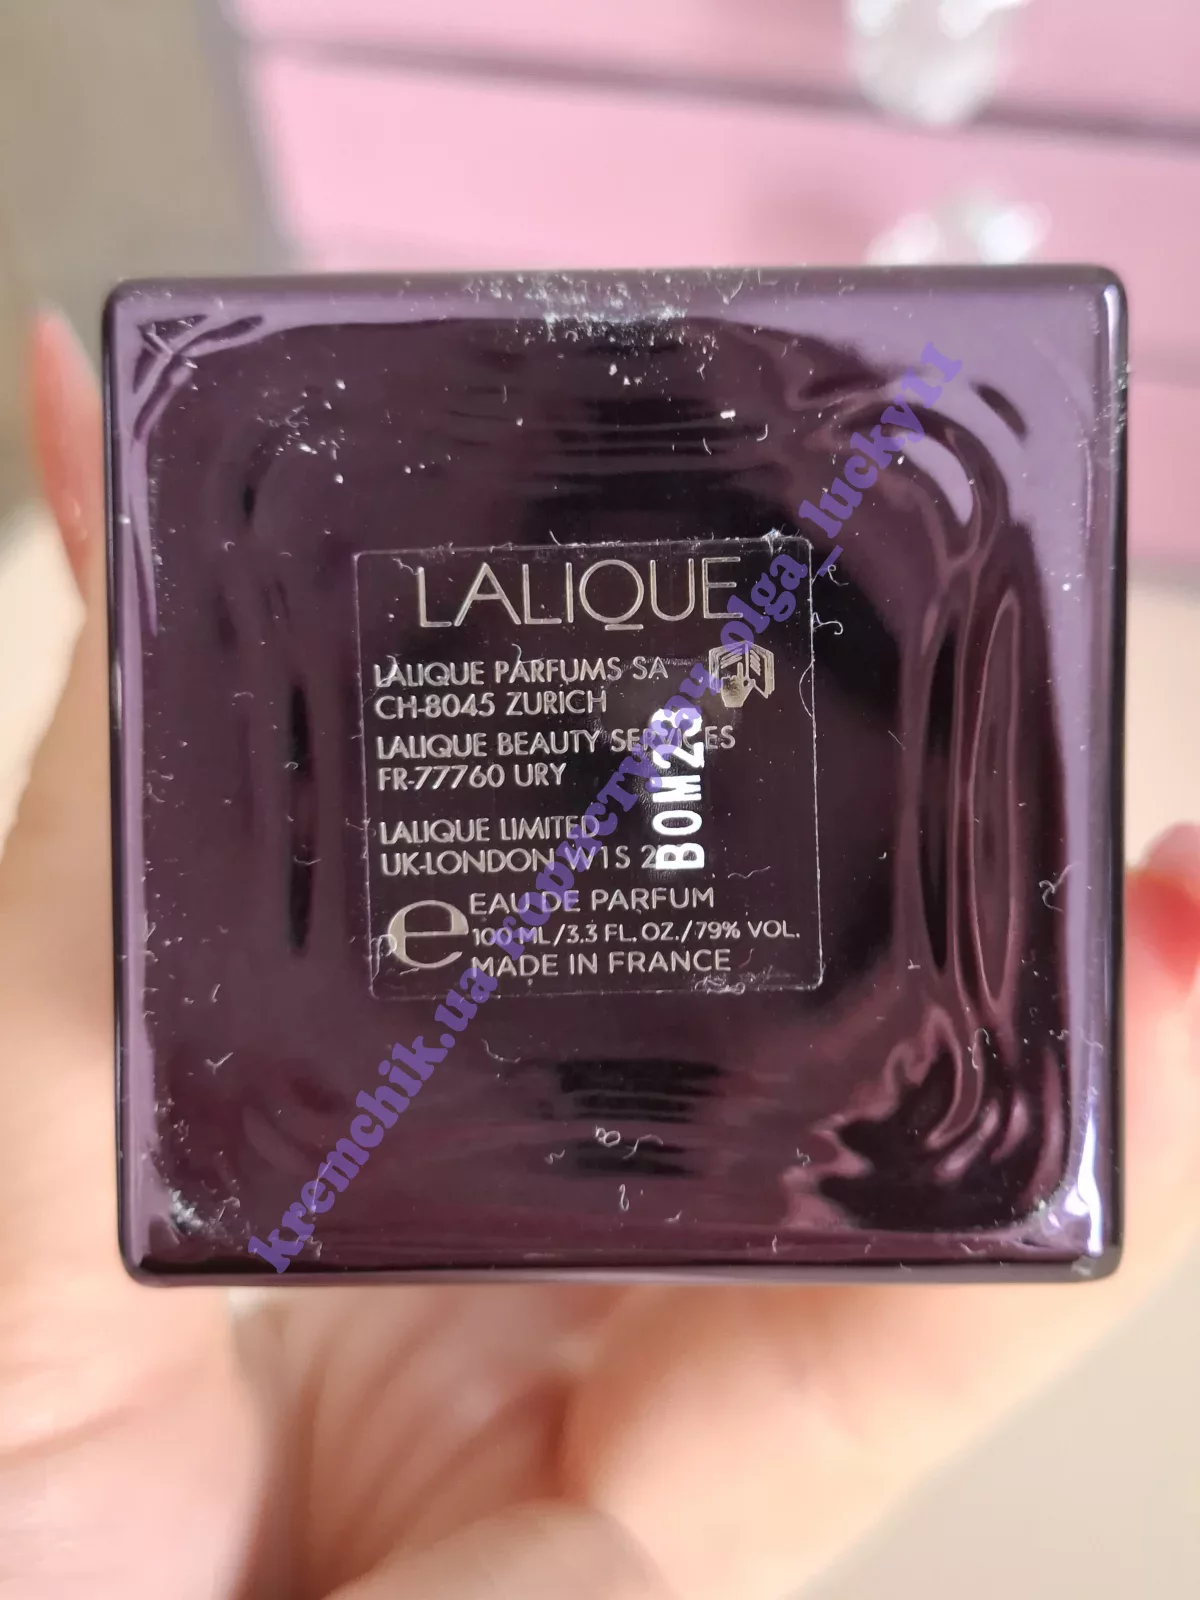 LALIQUE
LALIQUE PARFUMS SA
CH-8045 ZURICH
LALIQUE BEAUTY SERVICES
FR-77760 URY
LALIQUE LIMITED
UK-LONDON W1S
BOM23
e
EAU DE PARFUM
100 ML/3.3 FL. OZ./79% VOL.
MADE IN FRANCE
kremchik.ua користувач olga_lucky11